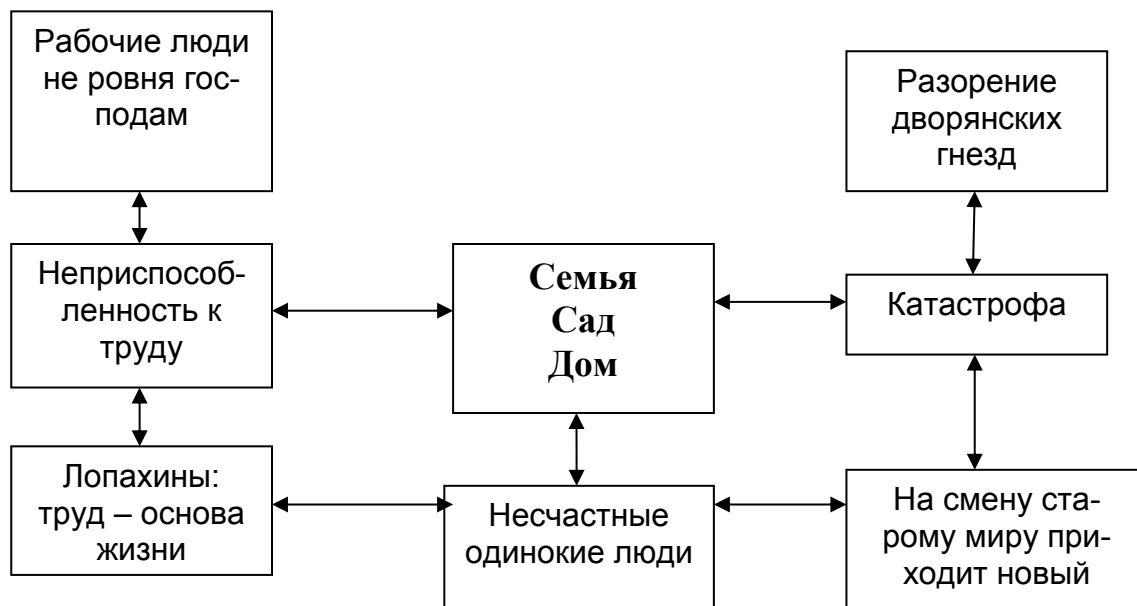 Рабочие люди
не ровня гос-
подам
Разорение
дворянских
гнезд
Неприспособ-
ленность к
труду
Семья
Сад
Дом
Катастрофа
Лопахины:
труд – основа
жизни
Несчастные
одинокие люди
На смену ста-
рому миру при-
ходит новый